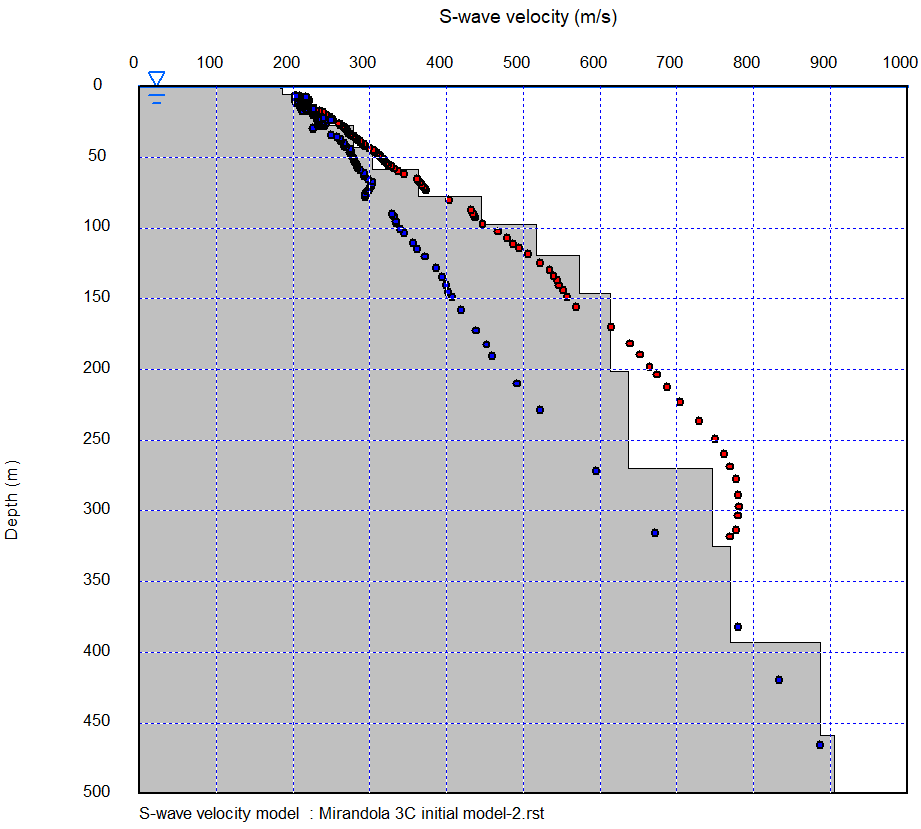 S-wave velocity (m/s)
0 100 200 300 400 500 600 700 800 900 1000
0
50
100
150
200
250
300
350
400
450
500
Depth (m)
S-wave velocity model : Mirandola 3C initial model-2.rst